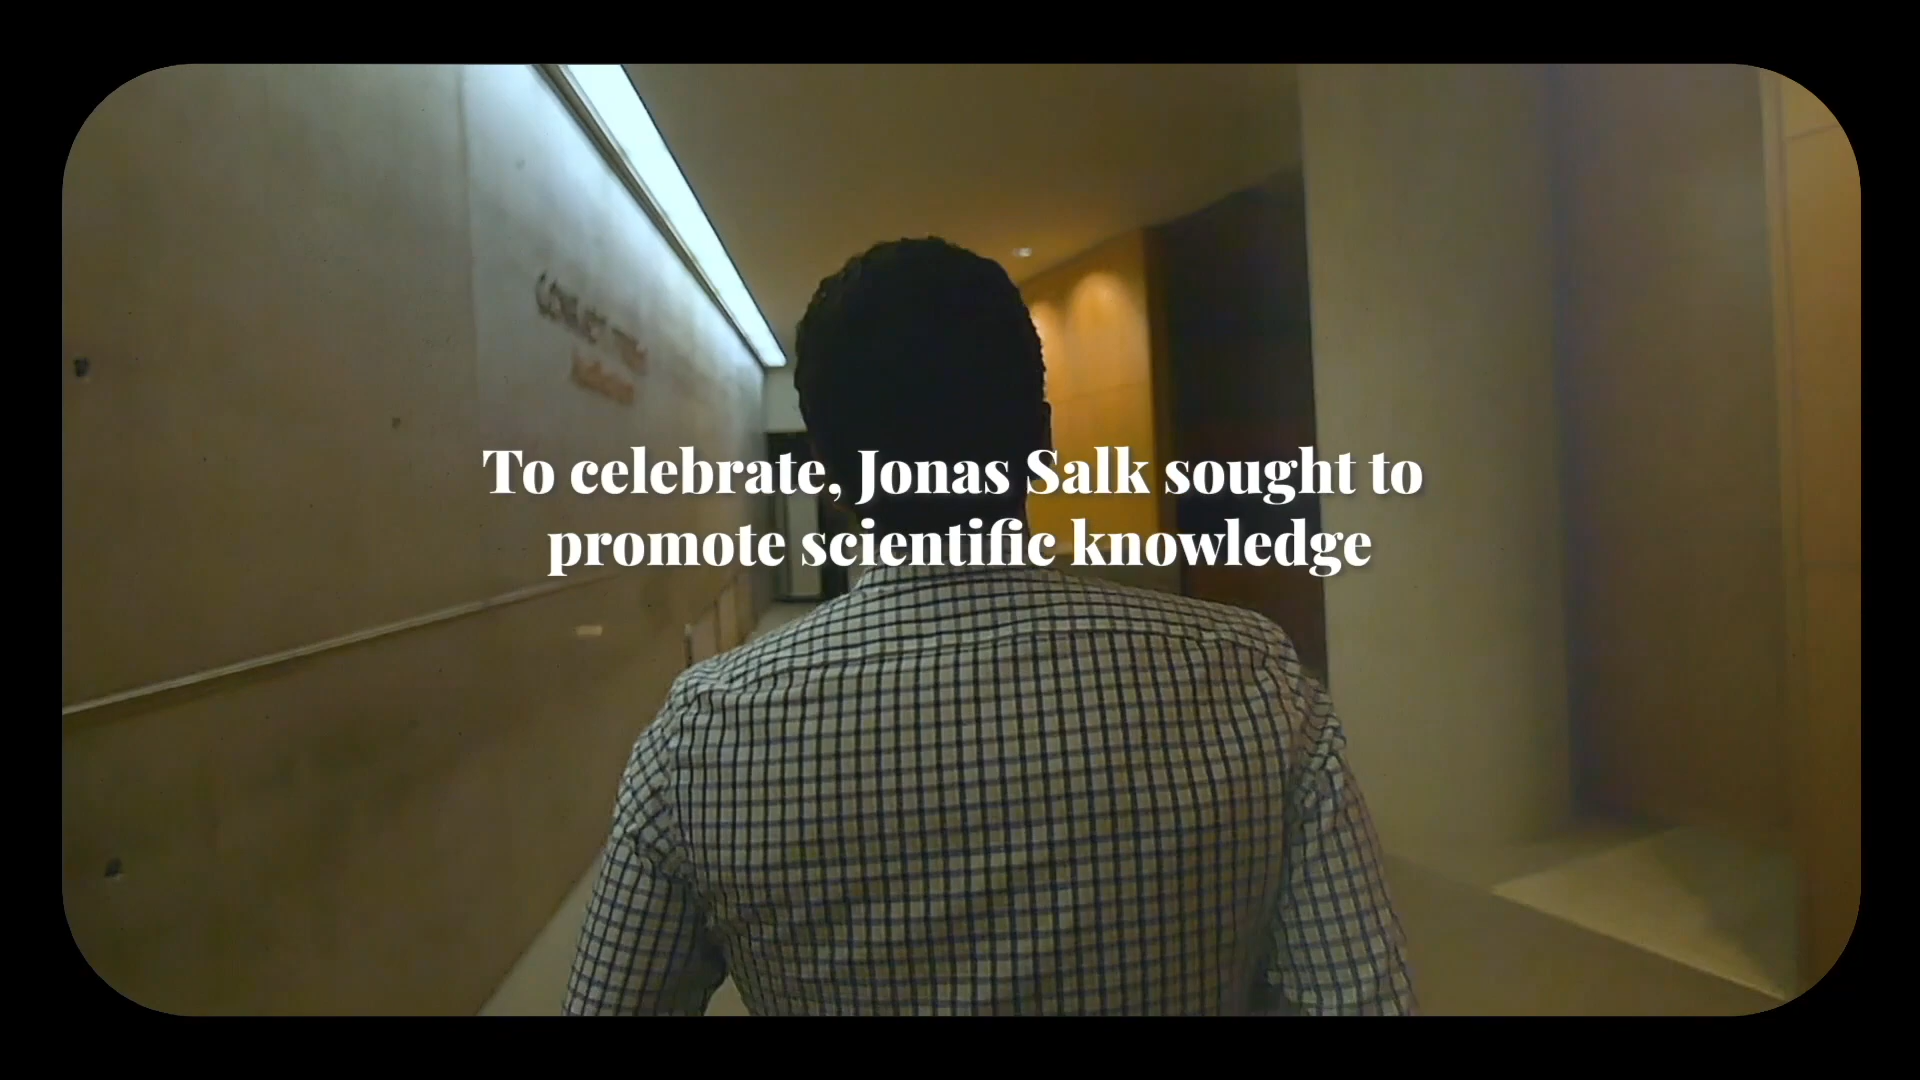 To celebrate, Jonas Salk sought to
promote scientific knowledge